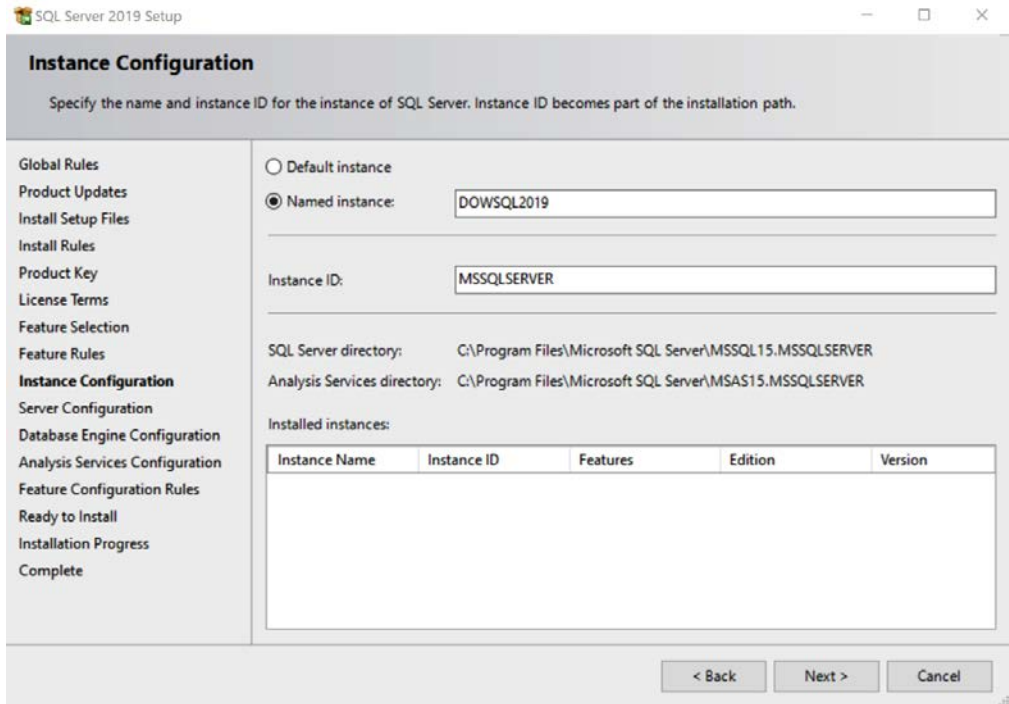 SQL Server 2019 Setup
Instance Configuration
Specify the name and instance ID for the instance of SQL Server. Instance ID becomes part of the installation path.
Global Rules
Product Updates
Install Setup Files
Install Rules
Product Key
License Terms
Feature Selection
Feature Rules
Instance Configuration
Server Configuration
Database Engine Configuration
Analysis Services Configuration
Feature Configuration Rules
Ready to Install
Installation Progress
Complete
Default instance
Named instance: DOWSQL2019
Instance ID: MSSQLSERVER
SQL Server directory: C:\Program Files\Microsoft SQL Server\MSSQL15.MSSQLSERVER
Analysis Services directory: C:\Program Files\Microsoft SQL Server\MSAS15.MSSQLSERVER
Installed instances:
Instance Name Instance ID Features Edition Version
< Back Next > Cancel